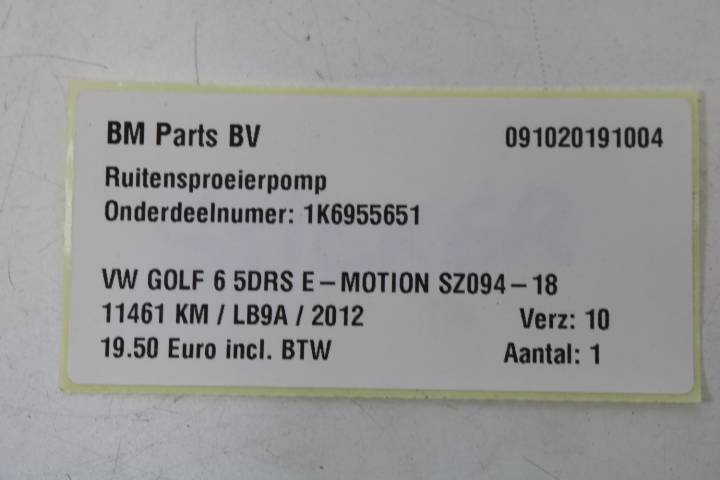 BM Parts BV 091020191004
Ruitensproeierpomp
Onderdeelnumer: 1K6955651
VW GOLF 6 5DRS E-MOTION SZ094-18
11461 KM / LB9A / 2012 Verz: 10
19.50 Euro incl. BTW Aantal: 1